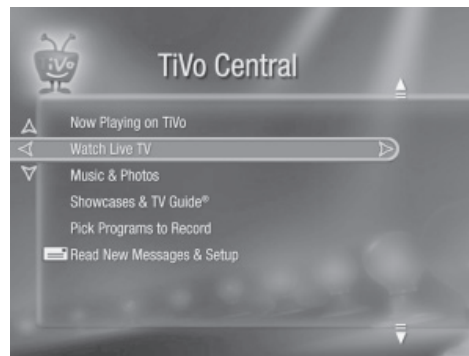 TiVo
TiVo Central
Now Playing on TiVo
Watch Live TV
Music & Photos
Showcases & TV Guide®
Pick Programs to Record
Read New Messages & Setup